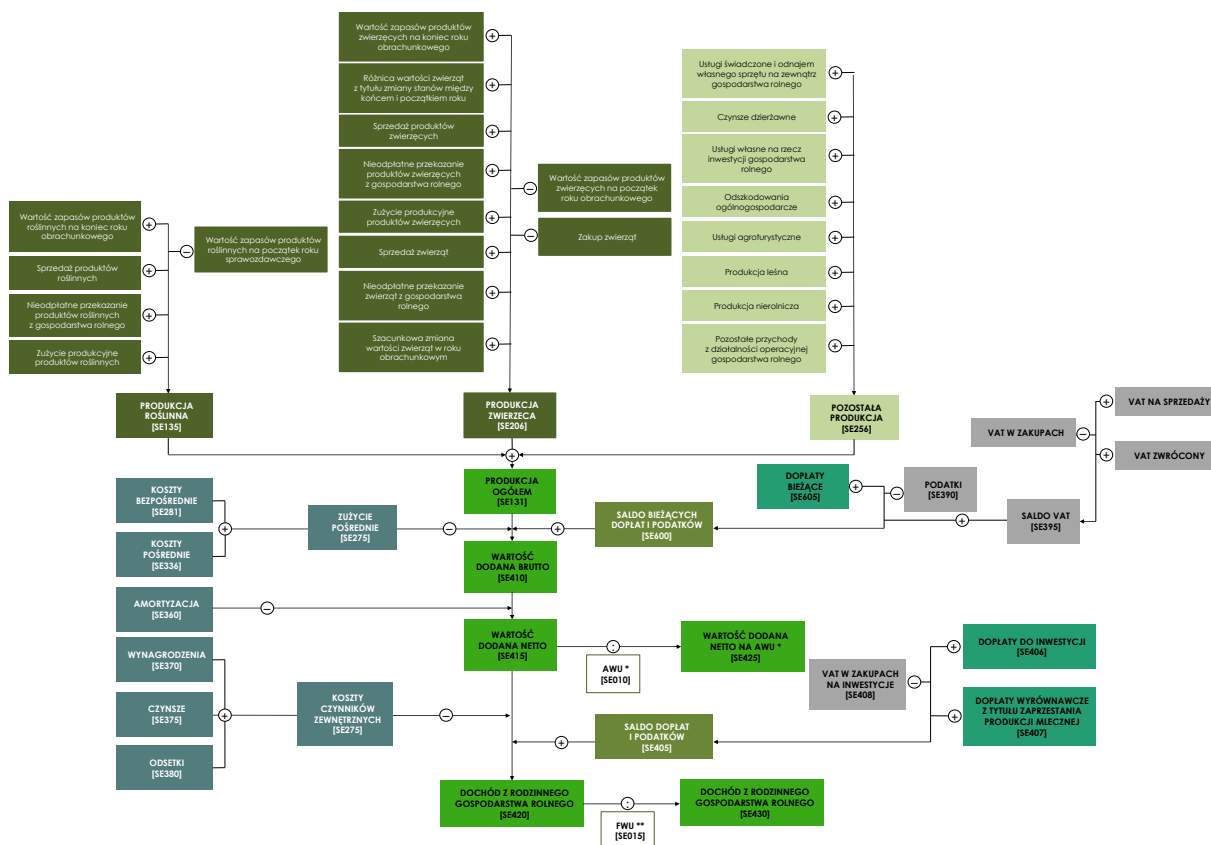 Wartość zapasów produktów
zwierzęcych na koniec roku
obrachunkowego
Różnica wartości zwierząt
z tytułu zmiany stanów między
końcem i początkiem roku
Sprzedaż produktów
zwierzęcych
Nieodpłatne przekazanie
produktów zwierzęcych
z gospodarstwa rolnego
Zużycie produkcyjne
produktów zwierzęcych
Sprzedaż zwierząt
Nieodpłatne przekazanie
zwierząt z gospodarstwa
rolnego
Szacunkowa zmiana
wartości zwierząt w roku
obrachunkowym
Wartość zapasów produktów
zwierzęcych na początek
roku obrachunkowego
Zakup zwierząt
Usługi świadczone i odnajem
własnego sprzętu na zewnątrz
gospodarstwa rolnego
Czynsze dzierżawne
Usługi własne na rzecz
inwestycji gospodarstwa
rolnego
Odszkodowania
ogólnogospodarcze
Usługi agroturystyczne
Produkcja leśna
Produkcja nierolnicza
Pozostałe przychody
z działalności operacyjnej
gospodarstwa rolnego
Wartość zapasów produktów
roślinnych na koniec roku
obrachunkowego
Sprzedaż produktów
roślinnych
Nieodpłatne przekazanie
produktów roślinnych
z gospodarstwa rolnego
Zużycie produkcyjne
produktów roślinnych
Wartość zapasów produktów
roślinnych na początek roku
sprawozdawczego
PRODUKCJA
ROŚLINNA
[SE135]
PRODUKCJA
ZWIERZECA
[SE206]
POZOSTAŁA
PRODUKCJA
[SE256]
VAT NA SPRZEDAŻY
VAT W ZAKUPACH
VAT ZWRÓCONY
PRODUKCJA
OGÓŁEM
[SE131]
DOPŁATY
BIEŻĄCE
[SE605]
PODATKI
[SE390]
SALDO VAT
[SE395]
KOSZTY
BEZPOŚREDNIE
[SE281]
KOSZTY
POŚREDNIE
[SE336]
ZUŻYCIE
POŚREDNIE
[SE275]
SALDO BIEŻĄCYCH
DOPŁAT I PODATKÓW
[SE600]
WARTOŚĆ
DODANA BRUTTO
[SE410]
AMORTYZACJA
[SE360]
WARTOŚĆ
DODANA NETTO
[SE415]
AWU *
[SE010]
WARTOŚĆ DODANA
NETTO NA AWU *
[SE425]
DOPŁATY DO INWESTYCJI
[SE406]
VAT W ZAKUPACH
NA INWESTYCJE
[SE408]
DOPŁATY WYRÓWNAWCZE
Z TYTUŁU ZAPRZESTANIA
PRODUKCJI MLECZNEJ
[SE407]
WYNAGRODZENIA
[SE370]
CZYNSZE
[SE375]
ODSETKI
[SE380]
KOSZTY
CZYNNIKÓW
ZEWNĘTRZNYCH
[SE275]
SALDO DOPŁAT
I PODATKÓW
[SE405]
DOCHÓD Z RODZINNEGO
GOSPODARSTWA ROLNEGO
[SE420]
FWU **
[SE015]
DOCHÓD Z RODZINNEGO
GOSPODARSTWA ROLNEGO
[SE430]